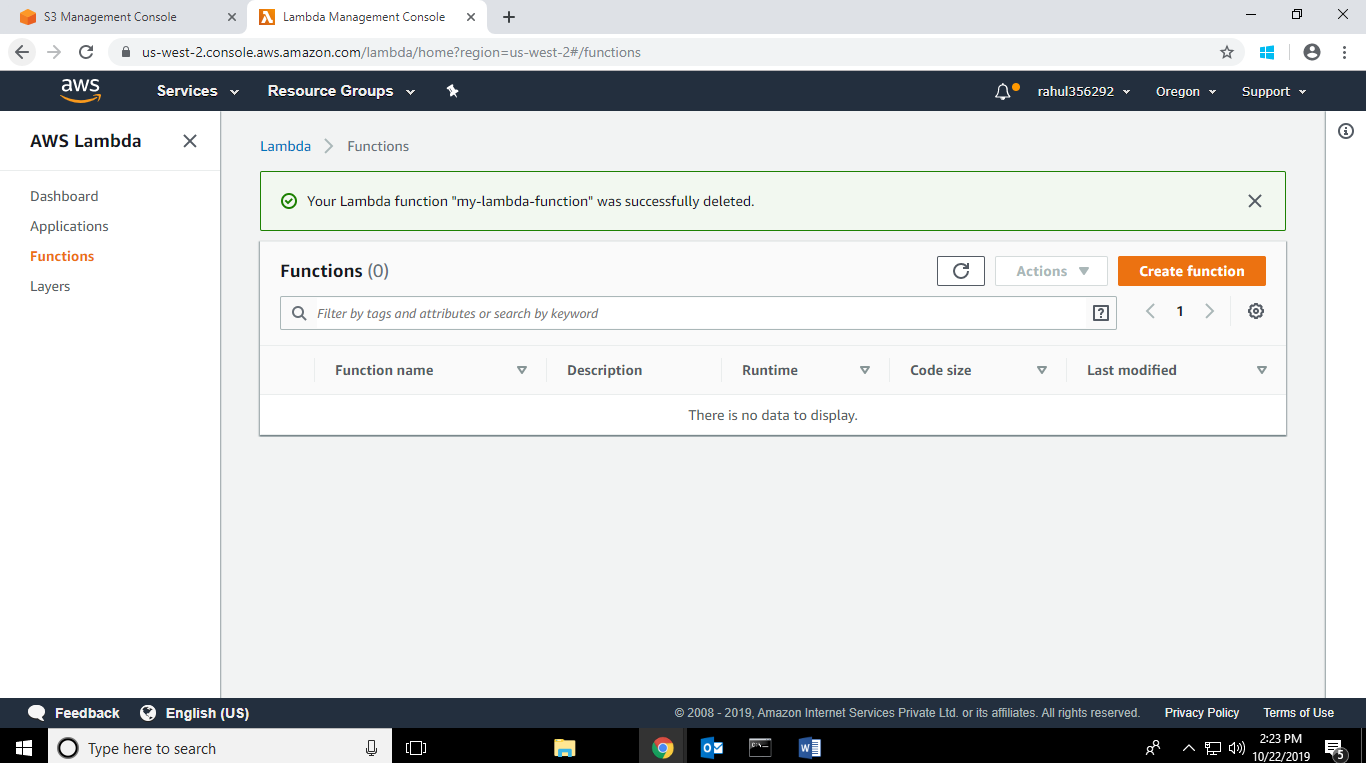 S3 Management Console
Lambda Management Console
us-west-2.console.aws.amazon.com/lambda/home?region=us-west-2#/functions
aws
Services
Resource Groups
rahul356292
Oregon
Support
AWS Lambda
Dashboard
Applications
Functions
Layers
Lambda > Functions
Your Lambda function "my-lambda-function" was successfully deleted.
Functions (0)
Actions
Create function
Filter by tags and attributes or search by keyword
?
1
Function name
Description
Runtime
Code size
Last modified
There is no data to display.
Feedback
English (US)
© 2008 - 2019, Amazon Internet Services Private Ltd. or its affiliates. All rights reserved.
Privacy Policy
Terms of Use
Type here to search
2:23 PM
10/22/2019
5